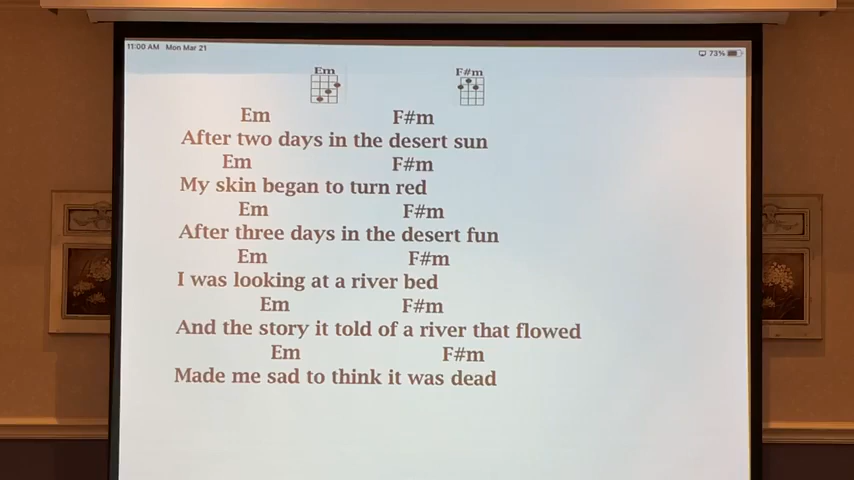 11:00 AM Mon Mar 21
73%
Em F#m
Em F#m
After two days in the desert sun
Em F#m
My skin began to turn red
Em F#m
After three days in the desert fun
Em F#m
I was looking at a river bed
Em F#m
And the story it told of a river that flowed
Em F#m
Made me sad to think it was dead